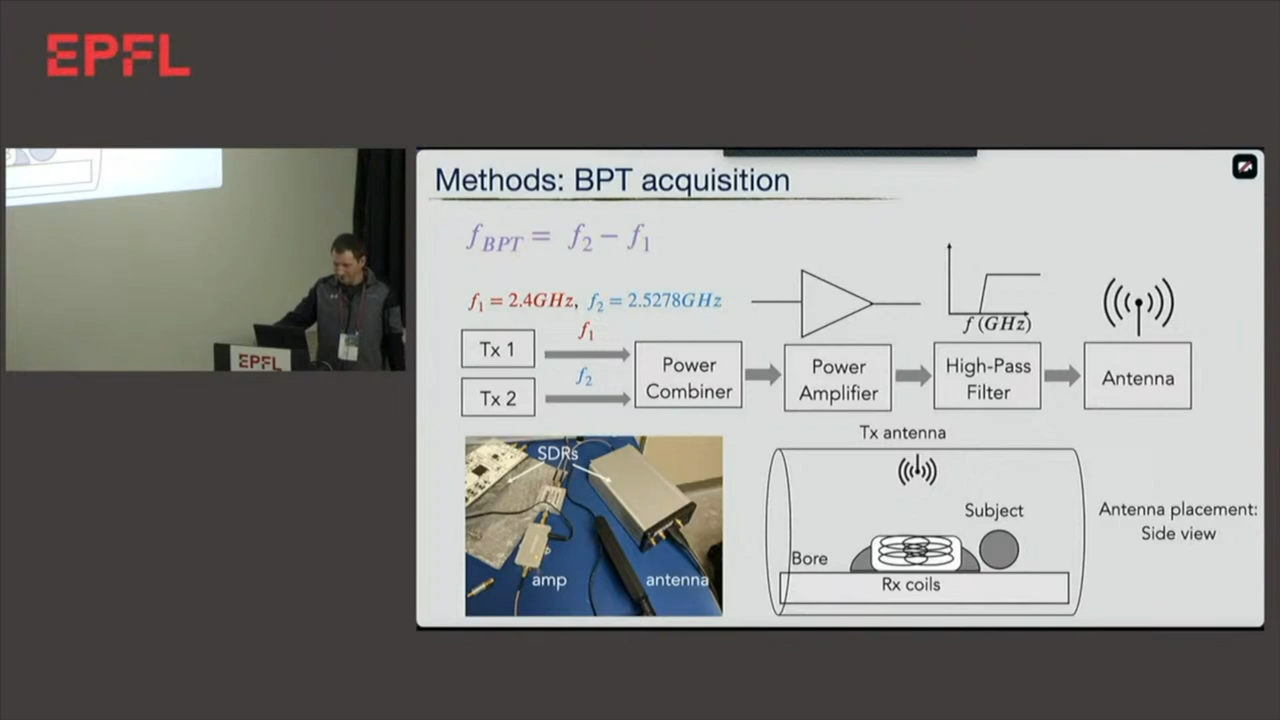 EPFL
EPFL
Methods: BPT acquisition
f_BPT = f_2 − f_1
f_1 = 2.4GHz, f_2 = 2.5278GHz
f (GHz)
f_1
f_2
Tx 1
Tx 2
Power
Combiner
Power
Amplifier
High-Pass
Filter
Antenna
SDRs
amp
antenna
Tx antenna
Subject
Bore
Rx coils
Antenna placement:
Side view